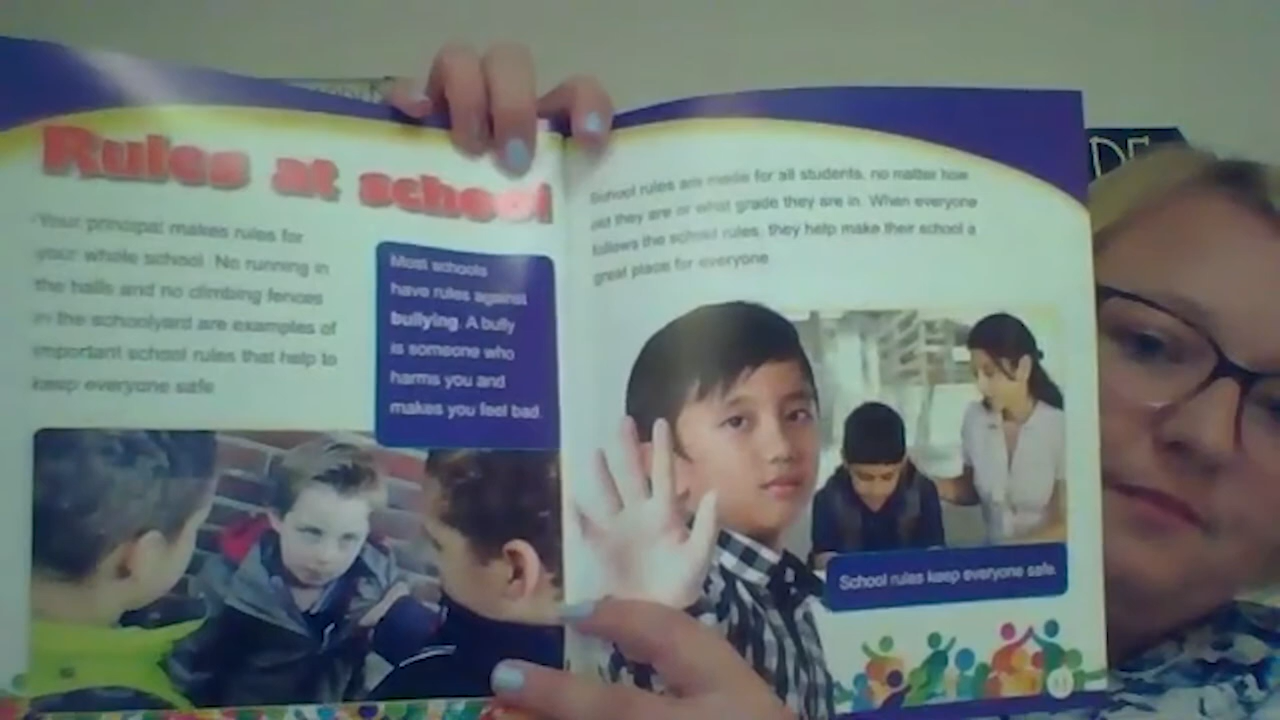 Rules at school
Your principal makes rules for
your whole school. No running in
the halls and no climbing fences
in the schoolyard are examples of
important school rules that help to
keep everyone safe.
Most schools
have rules against
bullying. A bully
is someone who
harms you and
makes you feel bad.
School rules are made for all students, no matter how
old they are or what grade they are in. When everyone
follows the school rules, they help make their school a
great place for everyone.
School rules keep everyone safe.
DE